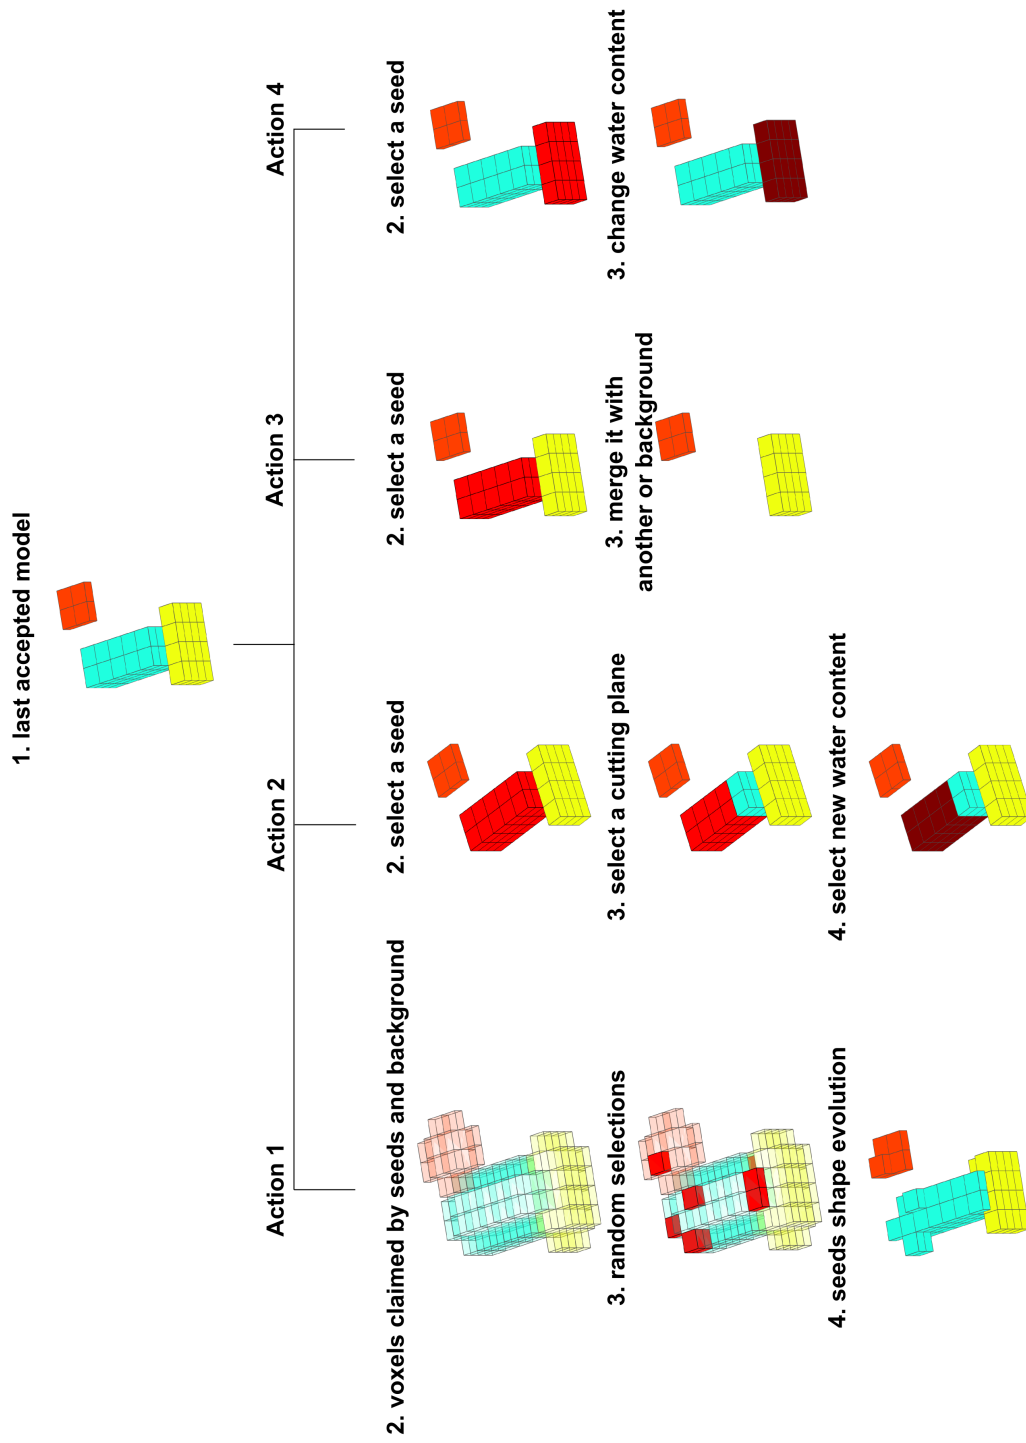 1. last accepted model
Action 1
2. voxels claimed by seeds and background
3. random selections
4. seeds shape evolution
Action 2
2. select a seed
3. select a cutting plane
4. select new water content
Action 3
2. select a seed
3. merge it with
another or background
Action 4
2. select a seed
3. change water content